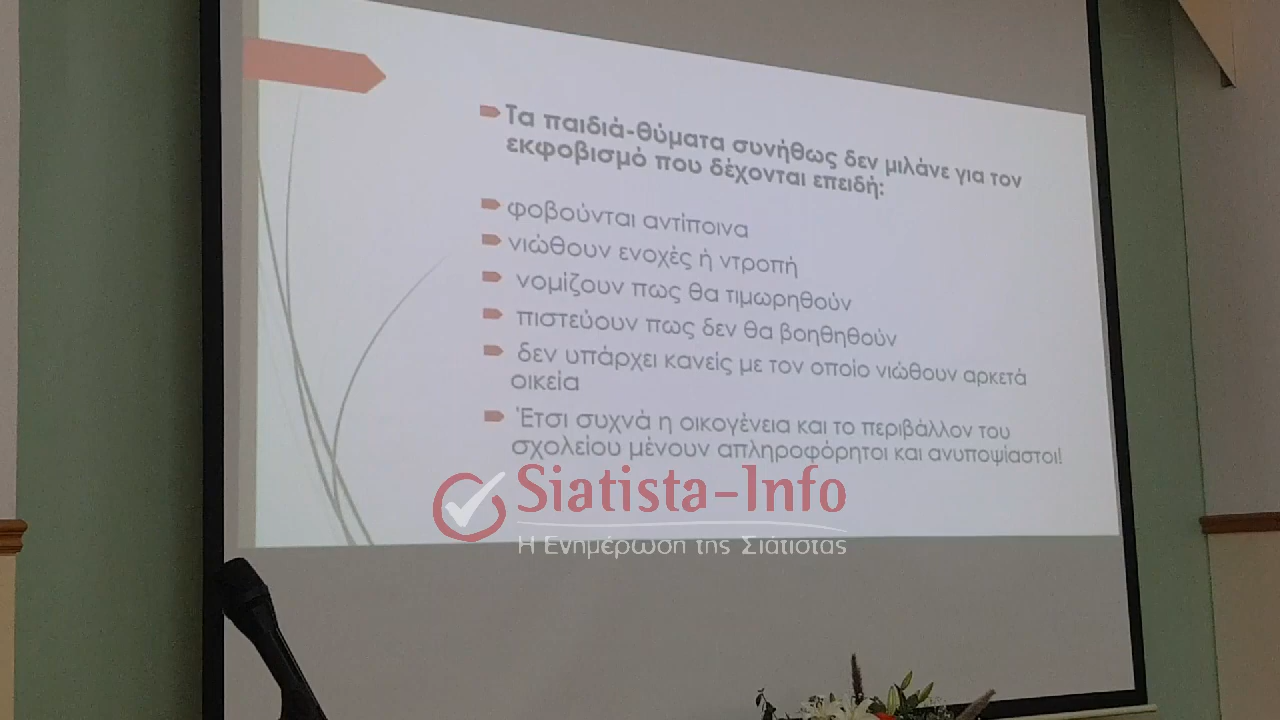 Τα παιδιά-θύματα συνήθως δεν μιλάνε για τον
εκφοβισμό που δέχονται επειδή:
φοβούνται αντίποινα
νιώθουν ενοχές ή ντροπή
νομίζουν πως θα τιμωρηθούν
πιστεύουν πως δεν θα βοηθηθούν
δεν υπάρχει κανείς με τον οποίο νιώθουν αρκετά
οικεία
Έτσι συχνά η οικογένεια και το περιβάλλον του
σχολείου μένουν απληροφόρητοι και ανυποψίαστοι!
Siatista-Info
Η Ενημέρωση της Σιάτιστας